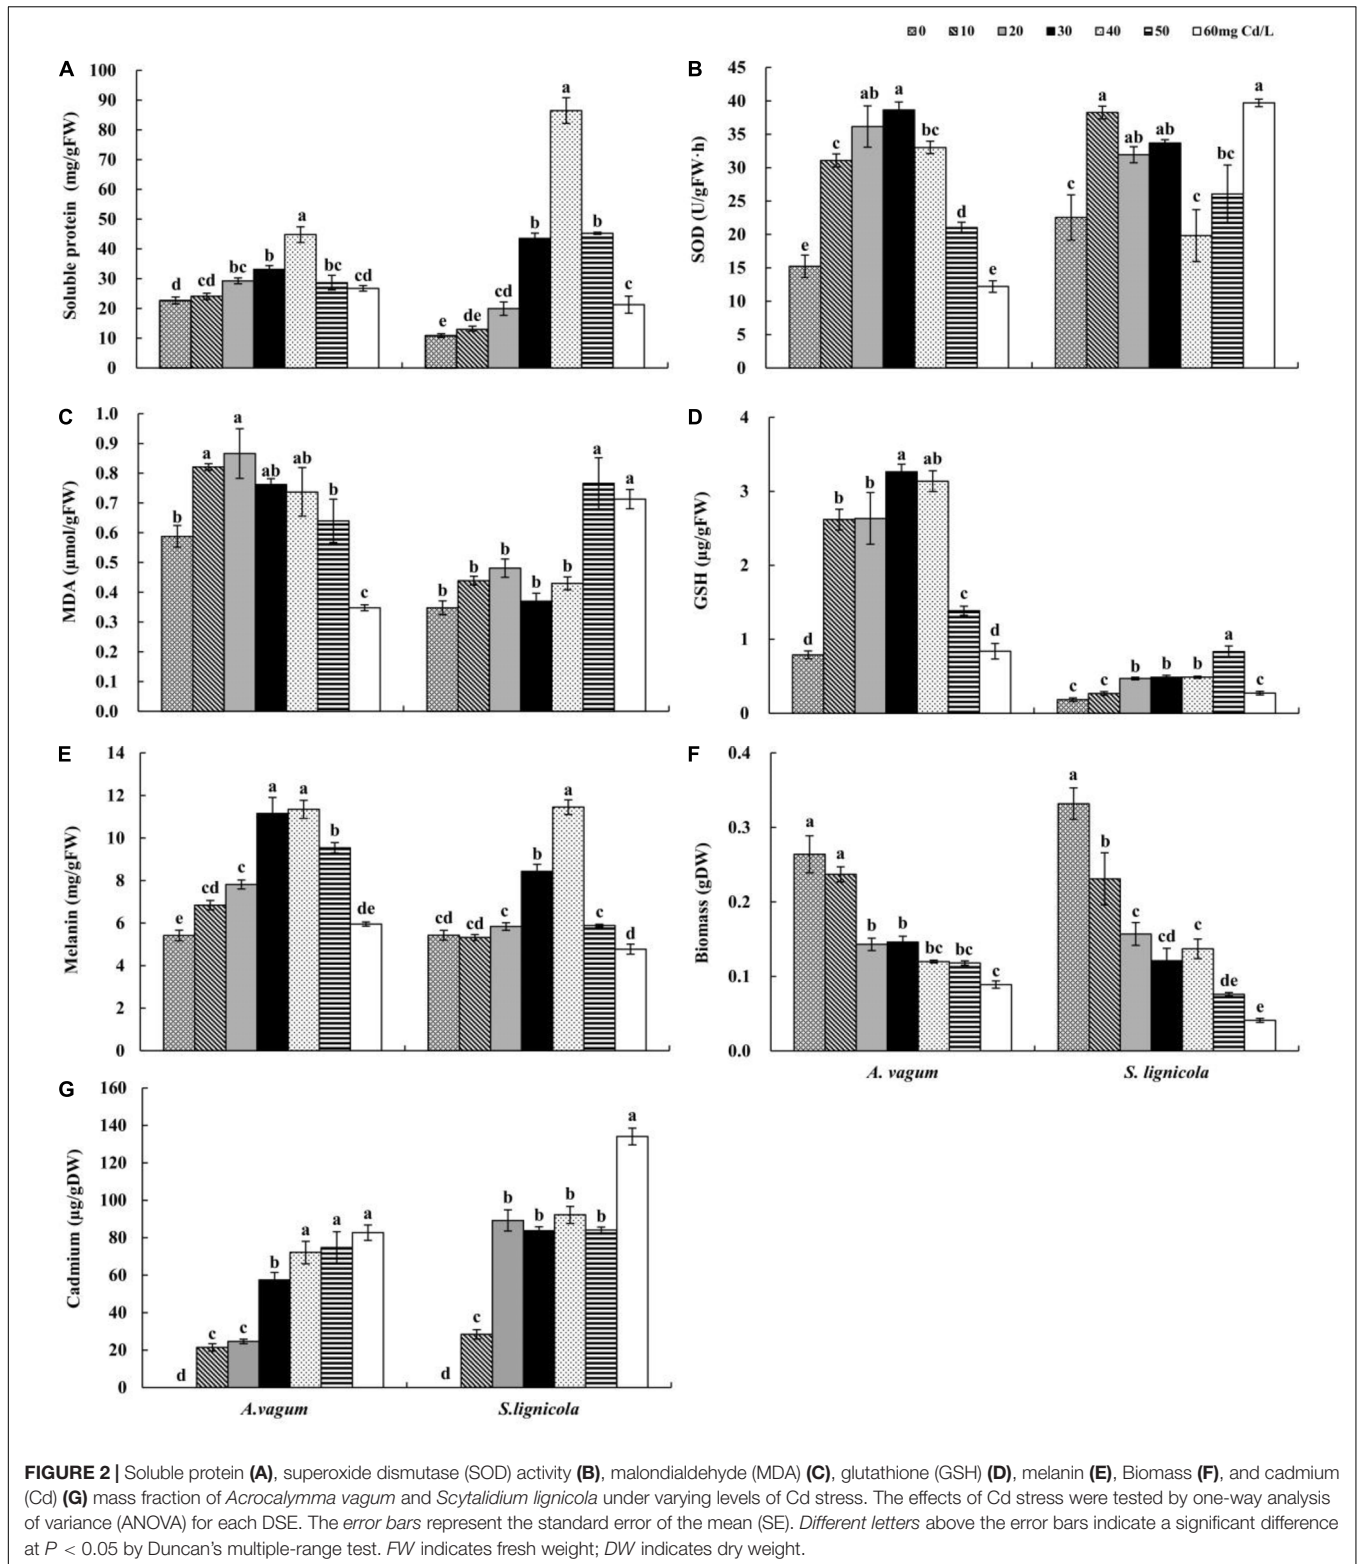 0 10 20 30 40 50 60mg Cd/L
A
Soluble protein (mg/gFW)
100
90
80
70
60
50
40
30
20
10
0
d cd bc b a bc cd
e de cd b a b c
B
SOD (U/gFW·h)
45
40
35
30
25
20
15
10
5
0
e c ab a bc d e
c a ab ab c bc a
C
MDA (μmol/gFW)
1.0
0.9
0.8
0.7
0.6
0.5
0.4
0.3
0.2
0.1
0.0
b a a ab ab b c
b b b b b a a
D
GSH (μg/gFW)
4
3
2
1
0
d b b a ab c d
c c b b b a c
E
Melanin (mg/gFW)
14
12
10
8
6
4
2
0
e cd c a a b de
cd cd c b a c d
F
Biomass (gDW)
0.4
0.3
0.2
0.1
0.0
a a b b bc bc c
a b c cd c de e
A. vagum S. lignicola
G
Cadmium (μg/gDW)
160
140
120
100
80
60
40
20
0
d c c b a a a
d c b b b b a
A.vagum S.lignicola
FIGURE 2 | Soluble protein (A), superoxide dismutase (SOD) activity (B), malondialdehyde (MDA) (C), glutathione (GSH) (D), melanin (E), Biomass (F), and cadmium
(Cd) (G) mass fraction of Acrocalymma vagum and Scytalidium lignicola under varying levels of Cd stress. The effects of Cd stress were tested by one-way analysis
of variance (ANOVA) for each DSE. The error bars represent the standard error of the mean (SE). Different letters above the error bars indicate a significant difference
at P < 0.05 by Duncan's multiple-range test. FW indicates fresh weight; DW indicates dry weight.